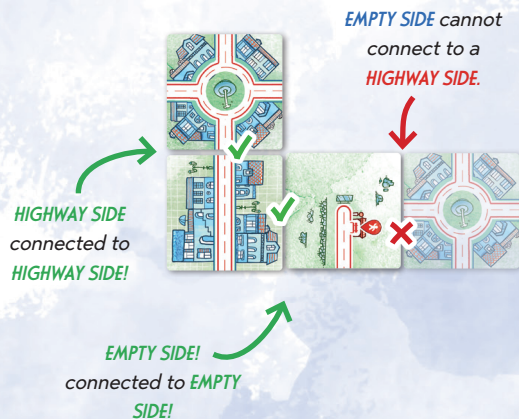 EMPTY SIDE cannot
connect to a
HIGHWAY SIDE.
HIGHWAY SIDE
connected to
HIGHWAY SIDE!
EMPTY SIDE!
connected to EMPTY
SIDE!